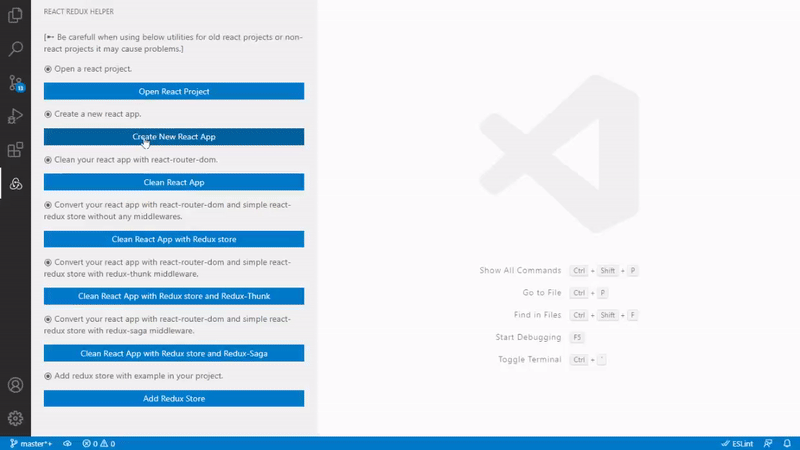 REACT REDUX HELPER
Be carefull when using below utilities for old react projects or non-
react projects it may cause problems.]
Open a react project.
Open React Project
Create a new react app.
Create New React App
Clean your react app with react-router-dom.
Clean React App
Convert your react app with react-router-dom and simple react-
redux store without any middlewares.
Clean React App with Redux store
Convert your react app with react-router-dom and simple react-
redux store with redux-thunk middleware.
Clean React App with Redux store and Redux-Thunk
Convert your react app with react-router-dom and simple react-
redux store with redux-saga middleware.
Clean React App with Redux store and Redux-Saga
Add redux store with example in your project.
Add Redux Store
Show All Commands Ctrl + Shift + P
Go to File Ctrl + P
Find in Files Ctrl + Shift + F
Start Debugging F5
Toggle Terminal Ctrl + `
master*+ 0 0 ESLint